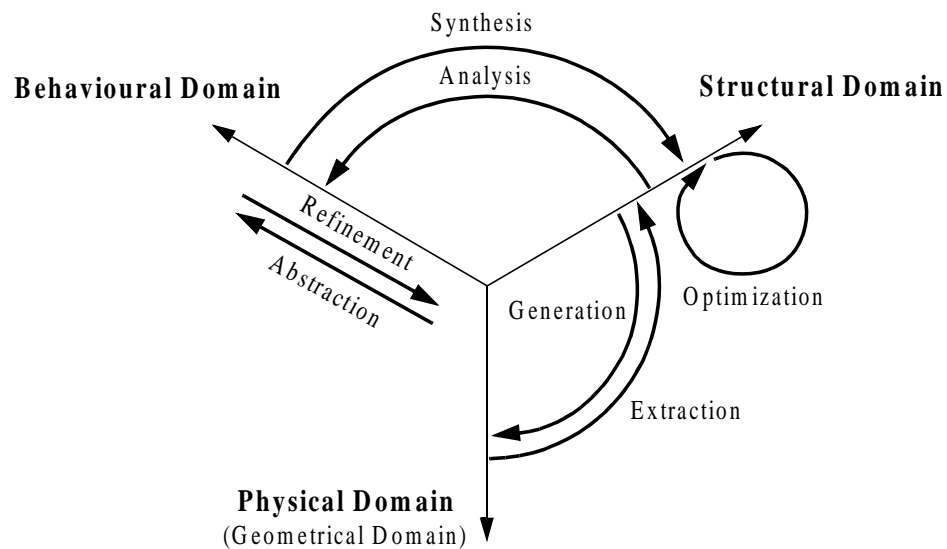 Synthesis
Analysis
Behavioural Domain
Structural Domain
Refinement
Abstraction
Generation
Optimization
Extraction
Physical Domain
(Geometrical Domain)